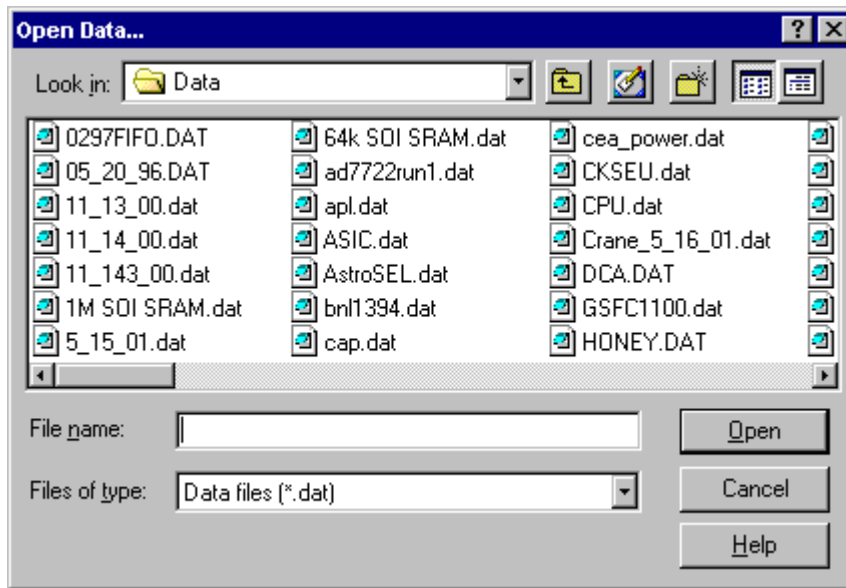 Open Data...
Look in: Data
0297FIFO.DAT 64k SOI SRAM.dat cea_power.dat
05_20_96.DAT ad7722run1.dat CKSEU.dat
11_13_00.dat apl.dat CPU.dat
11_14_00.dat ASIC.dat Crane_5_16_01.dat
11_143_00.dat AstroSEL.dat DCA.DAT
1M SOI SRAM.dat bnl1394.dat GSFC1100.dat
5_15_01.dat cap.dat HONEY.DAT
File name: Open
Files of type: Data files (*.dat) Cancel
Help